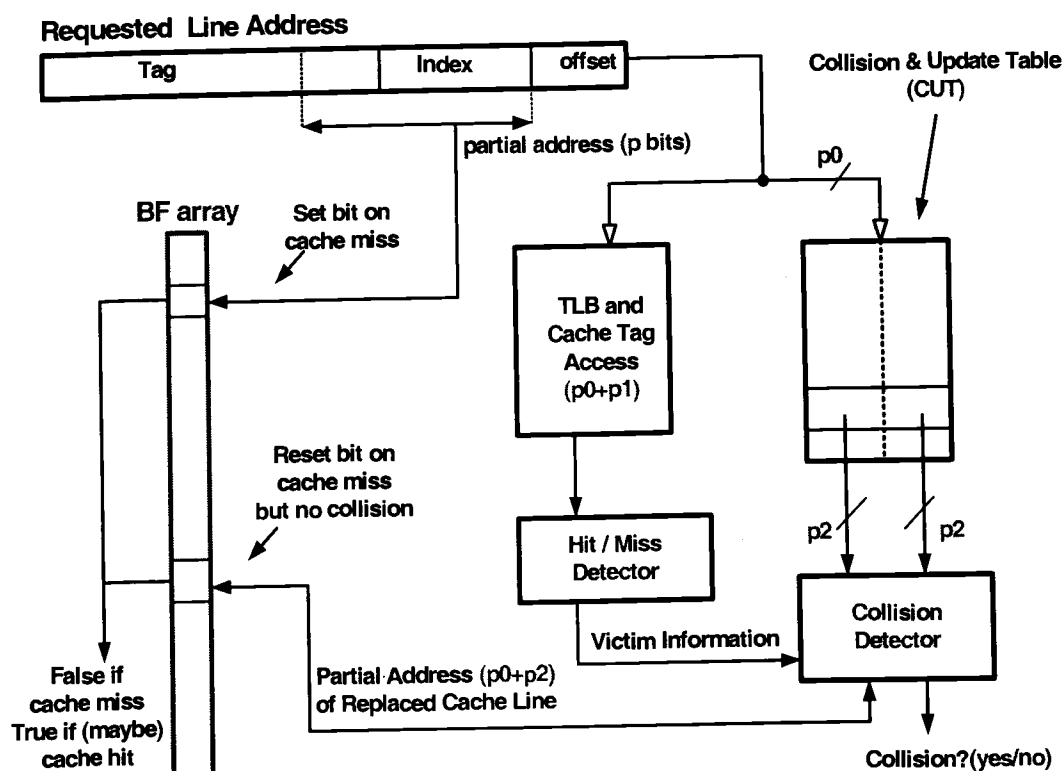 Requested Line Address
Tag
Index
offset
partial address (p bits)
Collision & Update Table
(CUT)
p0
BF array
Set bit on
cache miss
TLB and
Cache Tag
Access
(p0+p1)
Reset bit on
cache miss
but no collision
p2
p2
Hit / Miss
Detector
Collision
Detector
Victim Information
Partial Address (p0+p2)
of Replaced Cache Line
False if
cache miss
True if (maybe)
cache hit
Collision?(yes/no)